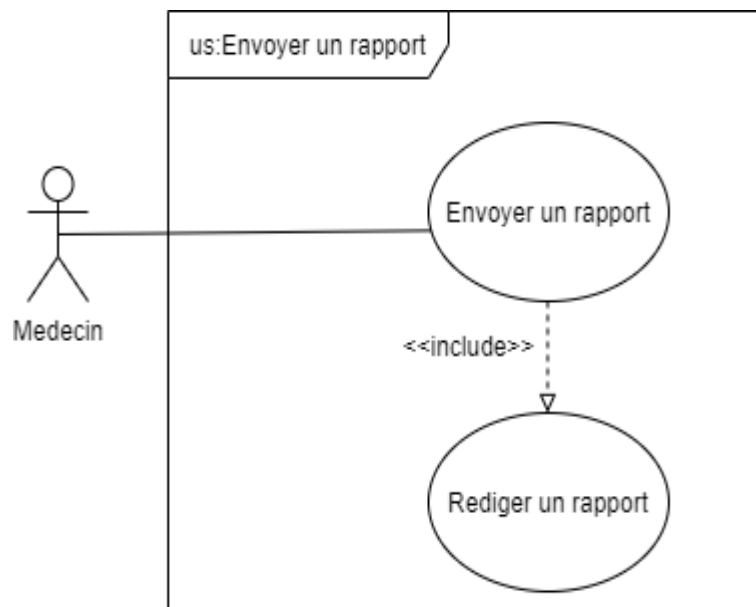 us:Envoyer un rapport
Envoyer un rapport
Medecin
<<include>>
Rediger un rapport